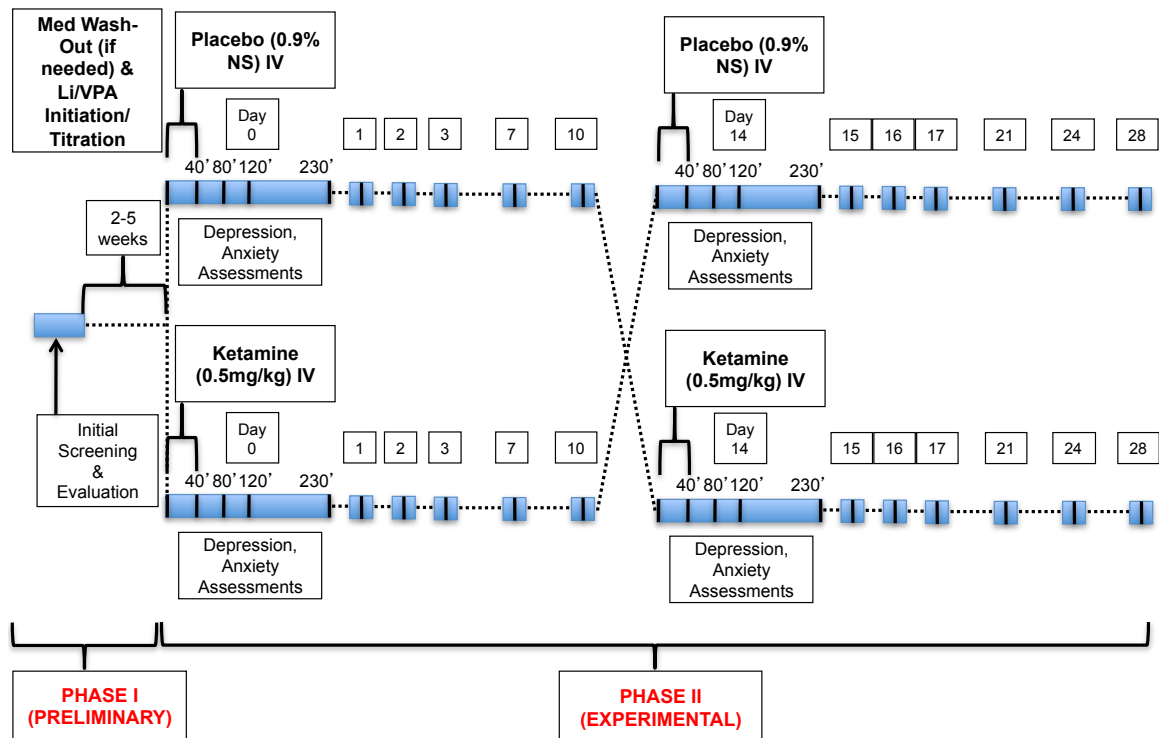 Med Wash-
Out (if
needed) &
Li/VPA
Initiation/
Titration
Placebo (0.9%
NS) IV
Day
0
1
2
3
7
10
40’
80’
120’
230’
Depression,
Anxiety
Assessments
Placebo (0.9%
NS) IV
Day
14
15
16
17
21
24
28
40’
80’
120’
230’
Depression,
Anxiety
Assessments
2-5
weeks
Initial
Screening
&
Evaluation
Ketamine
(0.5mg/kg) IV
Day
0
1
2
3
7
10
40’
80’
120’
230’
Depression,
Anxiety
Assessments
Ketamine
(0.5mg/kg) IV
Day
14
15
16
17
21
24
28
40’
80’
120’
230’
Depression,
Anxiety
Assessments
PHASE I
(PRELIMINARY)
PHASE II
(EXPERIMENTAL)